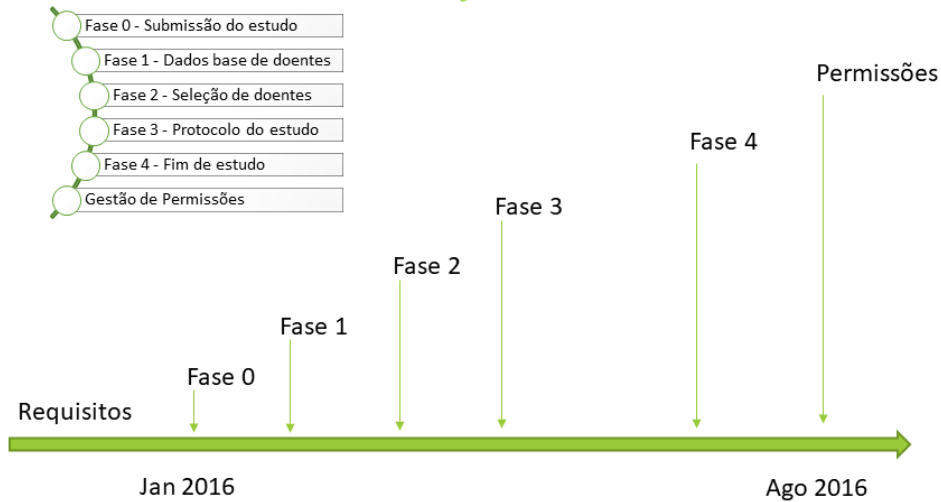 Fase 0 - Submissão do estudo
Fase 1 - Dados base de doentes
Fase 2 - Seleção de doentes
Fase 3 - Protocolo do estudo
Fase 4 - Fim de estudo
Gestão de Permissões
Permissões
Fase 4
Fase 3
Fase 2
Fase 1
Fase 0
Requisitos
Jan 2016
Ago 2016